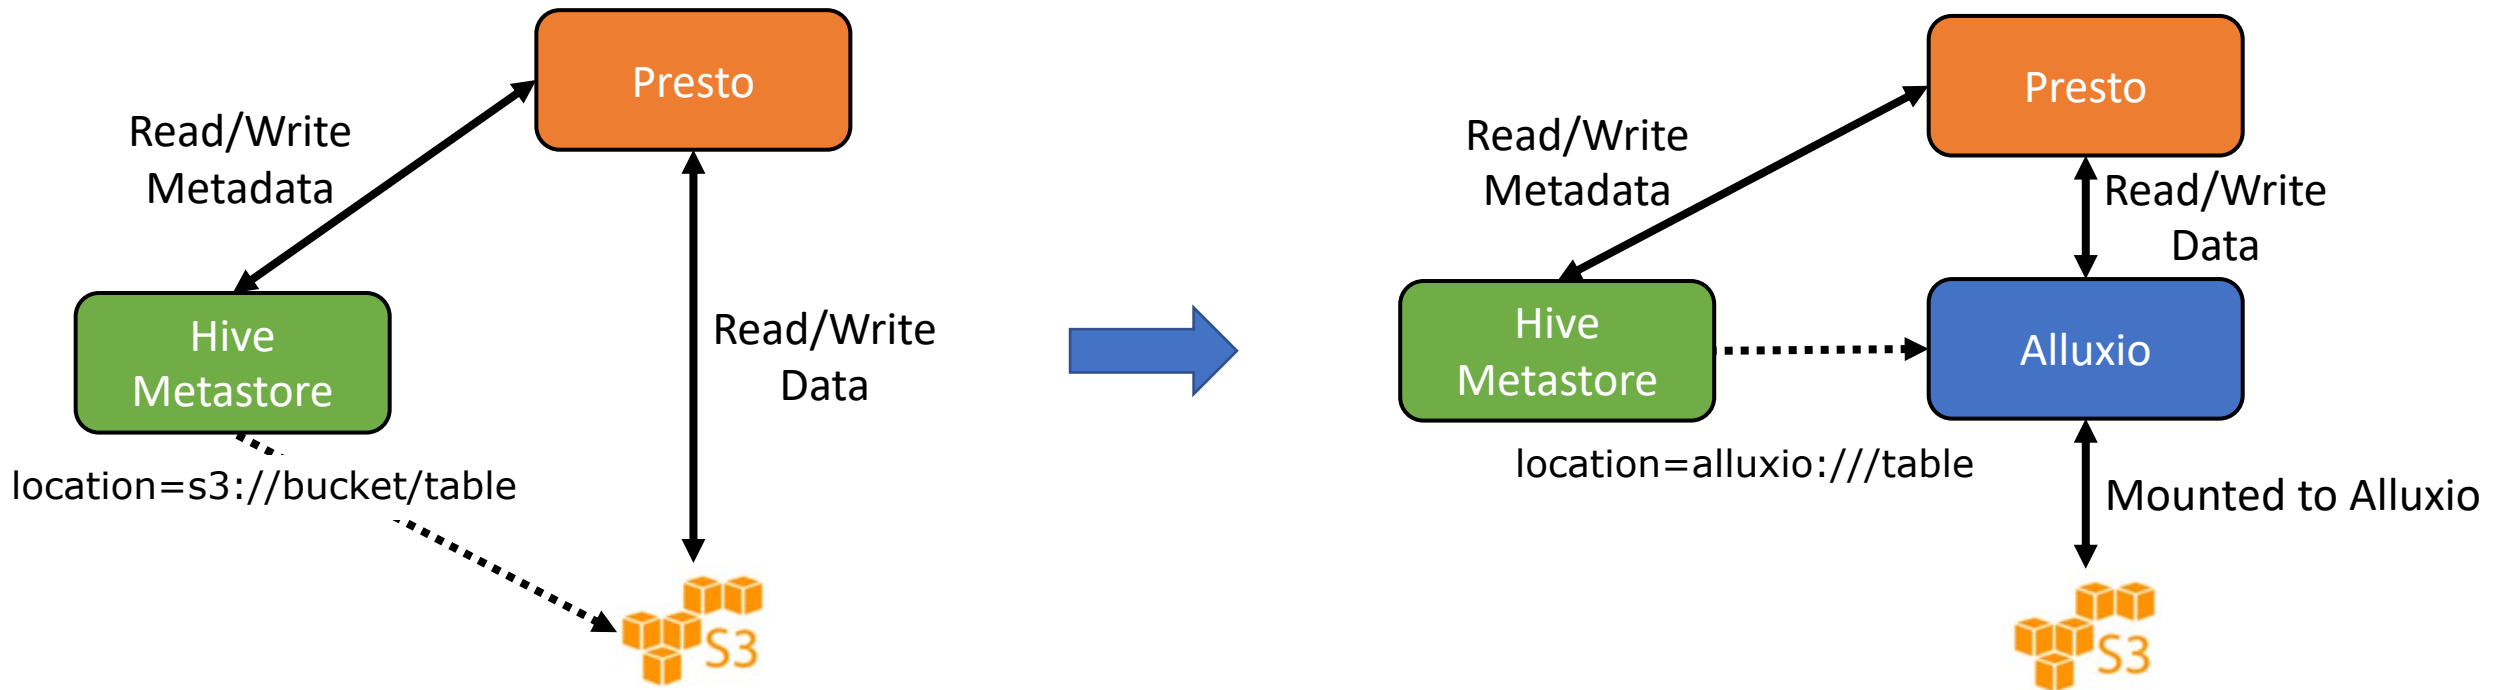 Presto
Read/Write
Metadata
Hive
Metastore
Read/Write
Data
location=s3://bucket/table
S3
Presto
Read/Write
Metadata
Read/Write
Data
Hive
Metastore
Alluxio
location=alluxio:///table
Mounted to Alluxio
S3